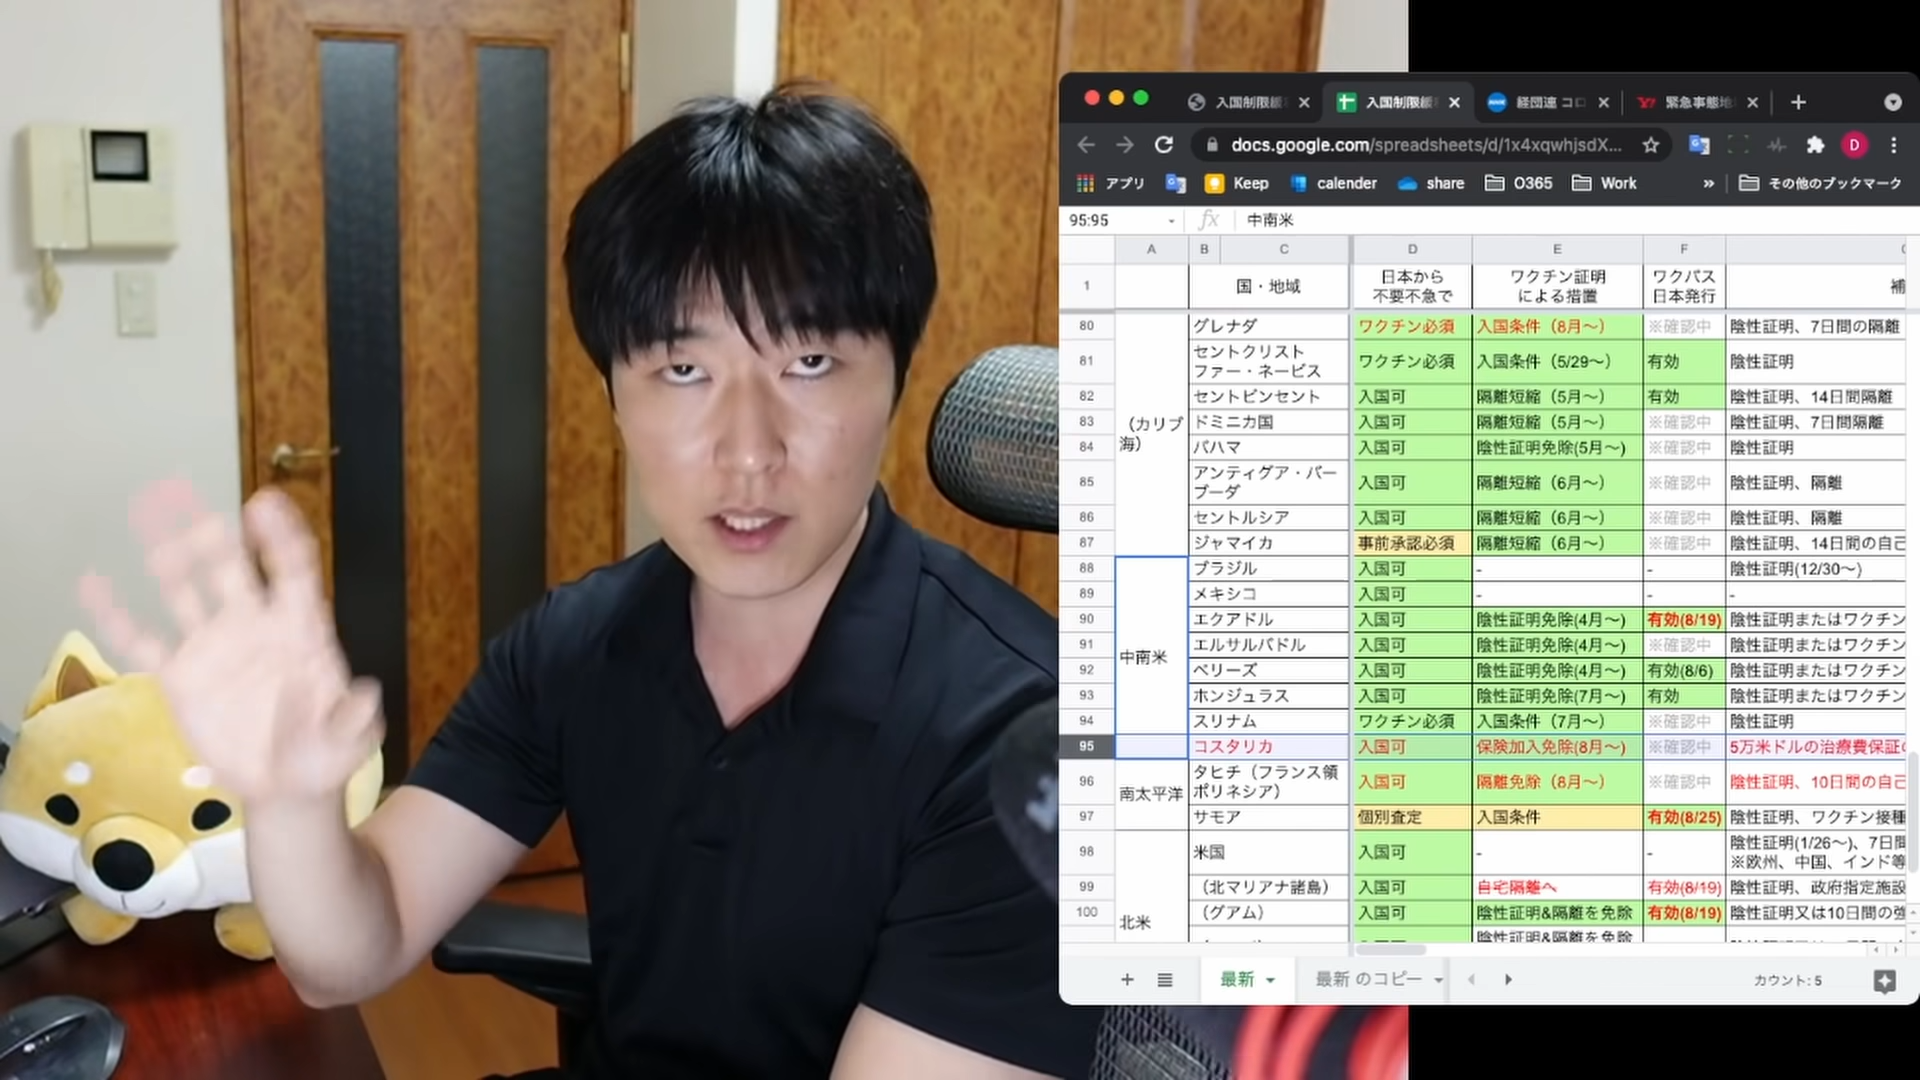 入国制限緩
入国制限緩
経団連 コロ
緊急事態地
docs.google.com/spreadsheets/d/1x4xqwhjsdX...
D
アプリ
Keep
calender
share
O365
Work
»
その他のブックマーク
95:95
fx
中南米
A B C D E F
1 国・地域 日本から ワクチン証明 ワクパス 補
不要不急で による措置 日本発行
80 グレナダ ワクチン必須 入国条件（8月〜） ※確認中 陰性証明、7日間の隔離
81 セントクリスト ワクチン必須 入国条件（5/29〜） 有効 陰性証明
ファー・ネービス
82 セントビンセント 入国可 隔離短縮（5月〜） 有効 陰性証明、14日間隔離
（カリブ
海）
83 ドミニカ国 入国可 隔離短縮（5月〜） ※確認中 陰性証明、7日間隔離
84 バハマ 入国可 陰性証明免除(5月〜) ※確認中 陰性証明
85 アンティグア・バー 入国可 隔離短縮（6月〜） ※確認中 陰性証明、隔離
ブーダ
86 セントルシア 入国可 隔離短縮（6月〜） ※確認中 陰性証明、隔離
87 ジャマイカ 事前承認必須 隔離短縮（6月〜） ※確認中 陰性証明、14日間の自己
88 ブラジル 入国可 - - 陰性証明(12/30〜)
89 メキシコ 入国可 - - -
90 エクアドル 入国可 陰性証明免除(4月〜) 有効(8/19) 陰性証明またはワクチン
91 エルサルバドル 入国可 陰性証明免除(4月〜) ※確認中 陰性証明またはワクチン
中南米
92 ベリーズ 入国可 陰性証明免除(4月〜) 有効(8/6) 陰性証明またはワクチン
93 ホンジュラス 入国可 陰性証明免除(7月〜) 有効 陰性証明またはワクチン
94 スリナム ワクチン必須 入国条件（7月〜） ※確認中 陰性証明
95 コスタリカ 入国可 保険加入免除(8月〜) ※確認中 5万米ドルの治療費保証の
96 タヒチ（フランス領 入国可 隔離免除（8月〜） ※確認中 陰性証明、10日間の自己
ポリネシア）
南太平洋
97 サモア 個別査定 入国条件 有効(8/25) 陰性証明、ワクチン接種
98 米国 入国可 - - 陰性証明(1/26〜)、7日間
※欧州、中国、インド等
99 （北マリアナ諸島） 入国可 自宅隔離へ 有効(8/19) 陰性証明、政府指定施設
100 （グアム） 入国可 陰性証明&隔離を免除 有効(8/19) 陰性証明又は10日間の強
北米
陰性証明&隔離を免除
最新
最新 のコピー
カウント: 5